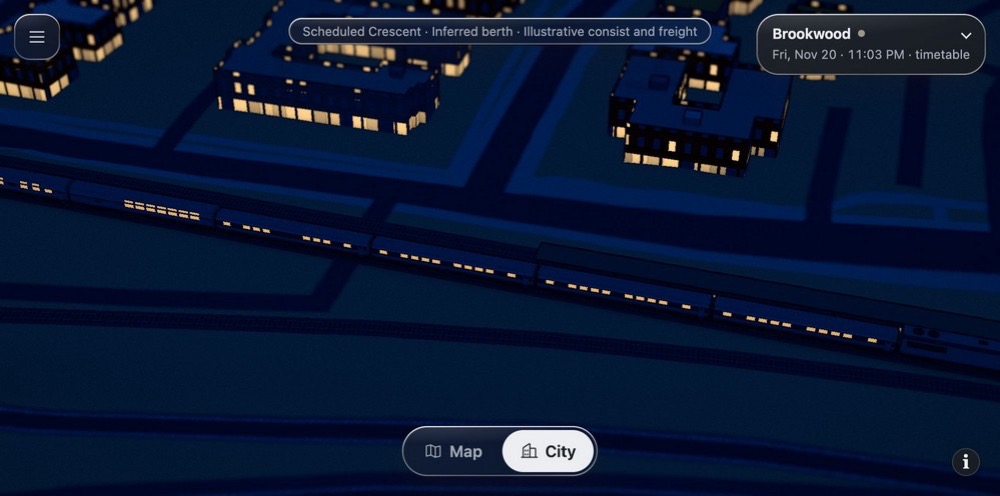 Scheduled Crescent · Inferred berth · Illustrative consist and freight
Brookwood
Fri, Nov 20 · 11:03 PM · timetable
Map
City
i